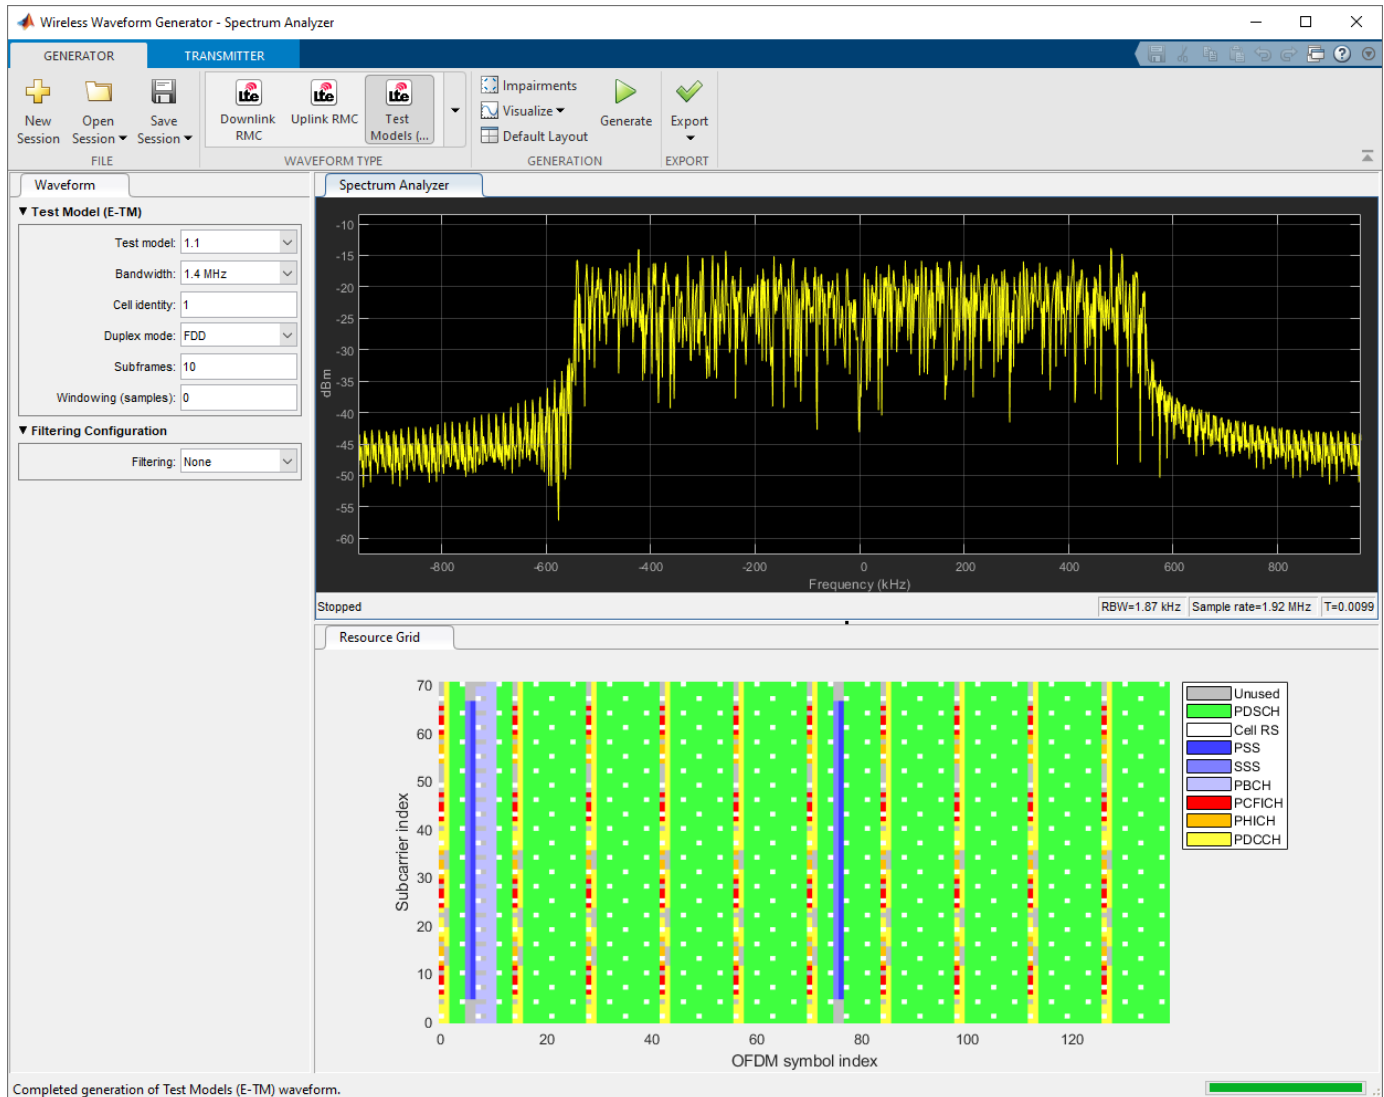 Wireless Waveform Generator - Spectrum Analyzer
GENERATOR
TRANSMITTER
New Session
Open Session
Save Session
FILE
LTE
Downlink RMC
LTE
Uplink RMC
LTE
Test Models (...
WAVEFORM TYPE
Impairments
Visualize
Default Layout
Generate
GENERATION
Export
EXPORT
Waveform
Test Model (E-TM)
Test model: 1.1
Bandwidth: 1.4 MHz
Cell identity: 1
Duplex mode: FDD
Subframes: 10
Windowing (samples): 0
Filtering Configuration
Filtering: None
Spectrum Analyzer
-10
-15
-20
-25
-30
-35
-40
-45
-50
-55
-60
dBm
-800 -600 -400 -200 0 200 400 600 800
Frequency (kHz)
Stopped
RBW=1.87 kHz Sample rate=1.92 MHz T=0.0099
Resource Grid
70
60
50
40
30
20
10
0
Subcarrier index
0 20 40 60 80 100 120
OFDM symbol index
Unused
PDSCH
Cell RS
PSS
SSS
PBCH
PCFICH
PHICH
PDCCH
Completed generation of Test Models (E-TM) waveform.